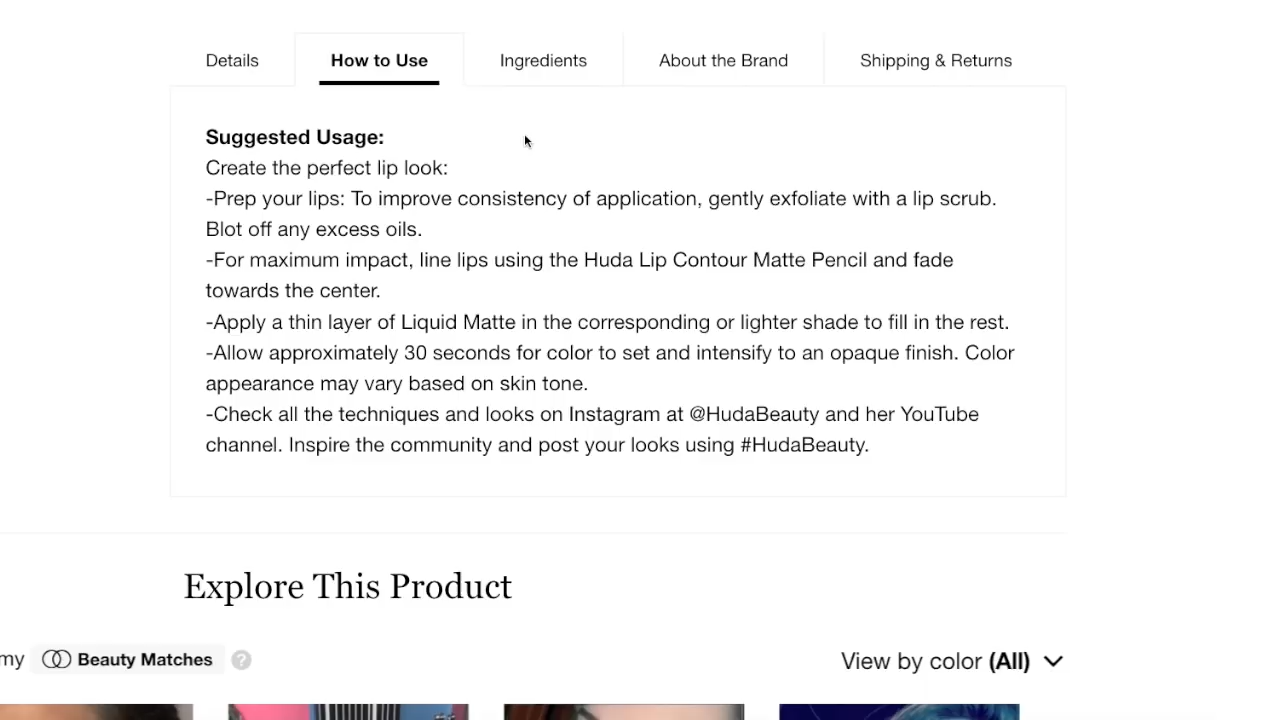 Details
How to Use
Ingredients
About the Brand
Shipping & Returns
Suggested Usage:
Create the perfect lip look:
-Prep your lips: To improve consistency of application, gently exfoliate with a lip scrub.
Blot off any excess oils.
-For maximum impact, line lips using the Huda Lip Contour Matte Pencil and fade
towards the center.
-Apply a thin layer of Liquid Matte in the corresponding or lighter shade to fill in the rest.
-Allow approximately 30 seconds for color to set and intensify to an opaque finish. Color
appearance may vary based on skin tone.
-Check all the techniques and looks on Instagram at @HudaBeauty and her YouTube
channel. Inspire the community and post your looks using #HudaBeauty.
Explore This Product
my Beauty Matches ?
View by color (All)